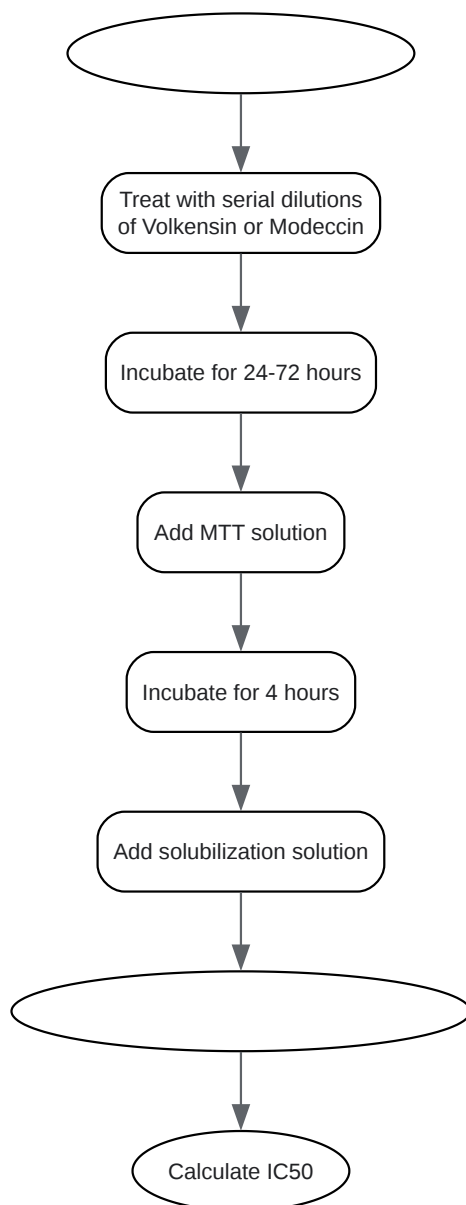 Treat with serial dilutions
of Volkensin or Modeccin
Incubate for 24-72 hours
Add MTT solution
Incubate for 4 hours
Add solubilization solution
Calculate IC50